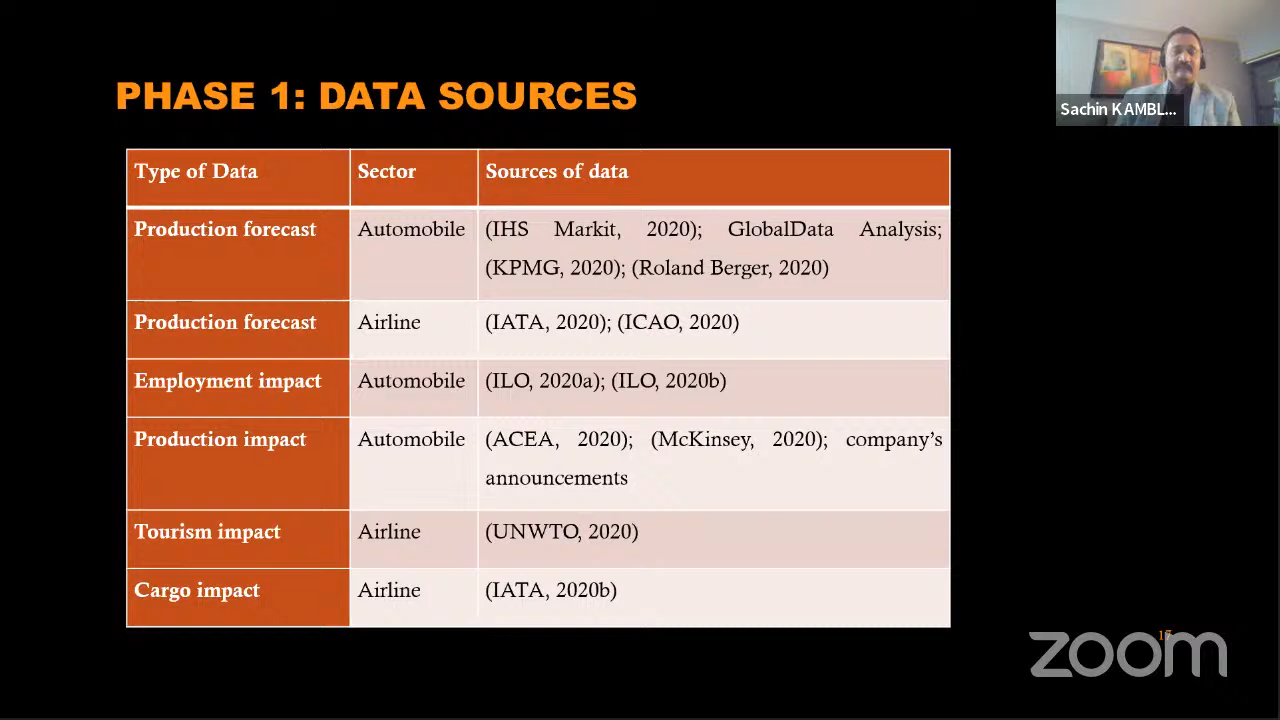 PHASE 1: DATA SOURCES
Sachin KAMBL...
Type of Data Sector Sources of data
Production forecast Automobile (IHS Markit, 2020); GlobalData Analysis;
(KPMG, 2020); (Roland Berger, 2020)
Production forecast Airline (IATA, 2020); (ICAO, 2020)
Employment impact Automobile (ILO, 2020a); (ILO, 2020b)
Production impact Automobile (ACEA, 2020); (McKinsey, 2020); company’s
announcements
Tourism impact Airline (UNWTO, 2020)
Cargo impact Airline (IATA, 2020b)
zoom